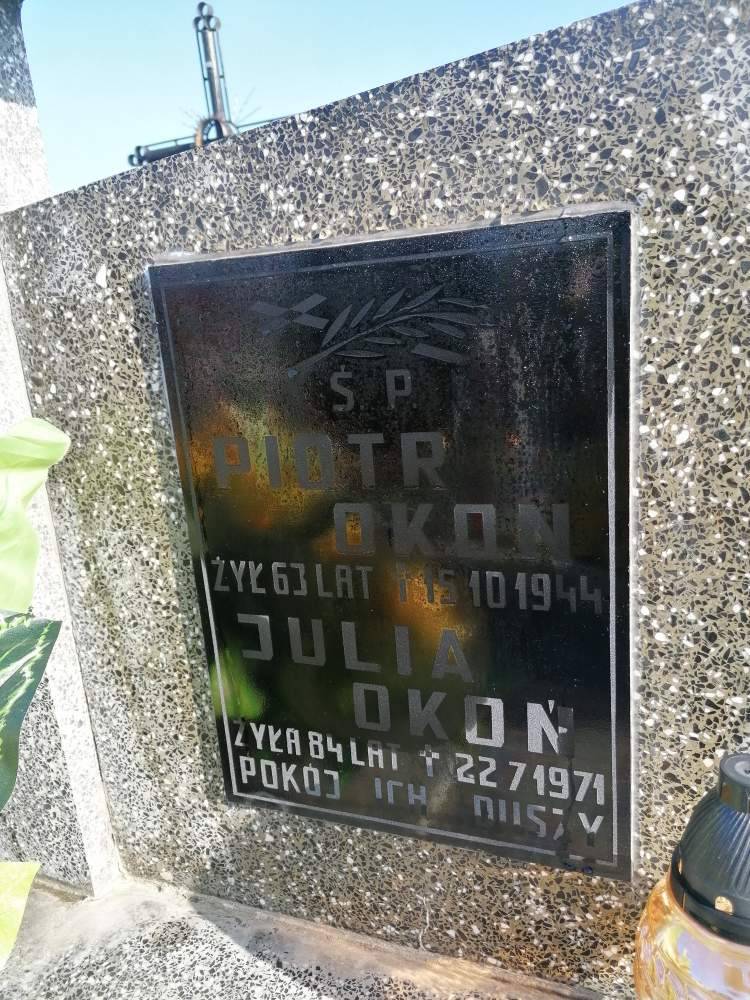 Ś P
PIOTR
OKOŃ
ŻYŁ 63 LAT † 15 10 1944
JULIA
OKOŃ
ŻYŁA 84 LAT † 22 7 1971
POKÓJ ICH DUSZY